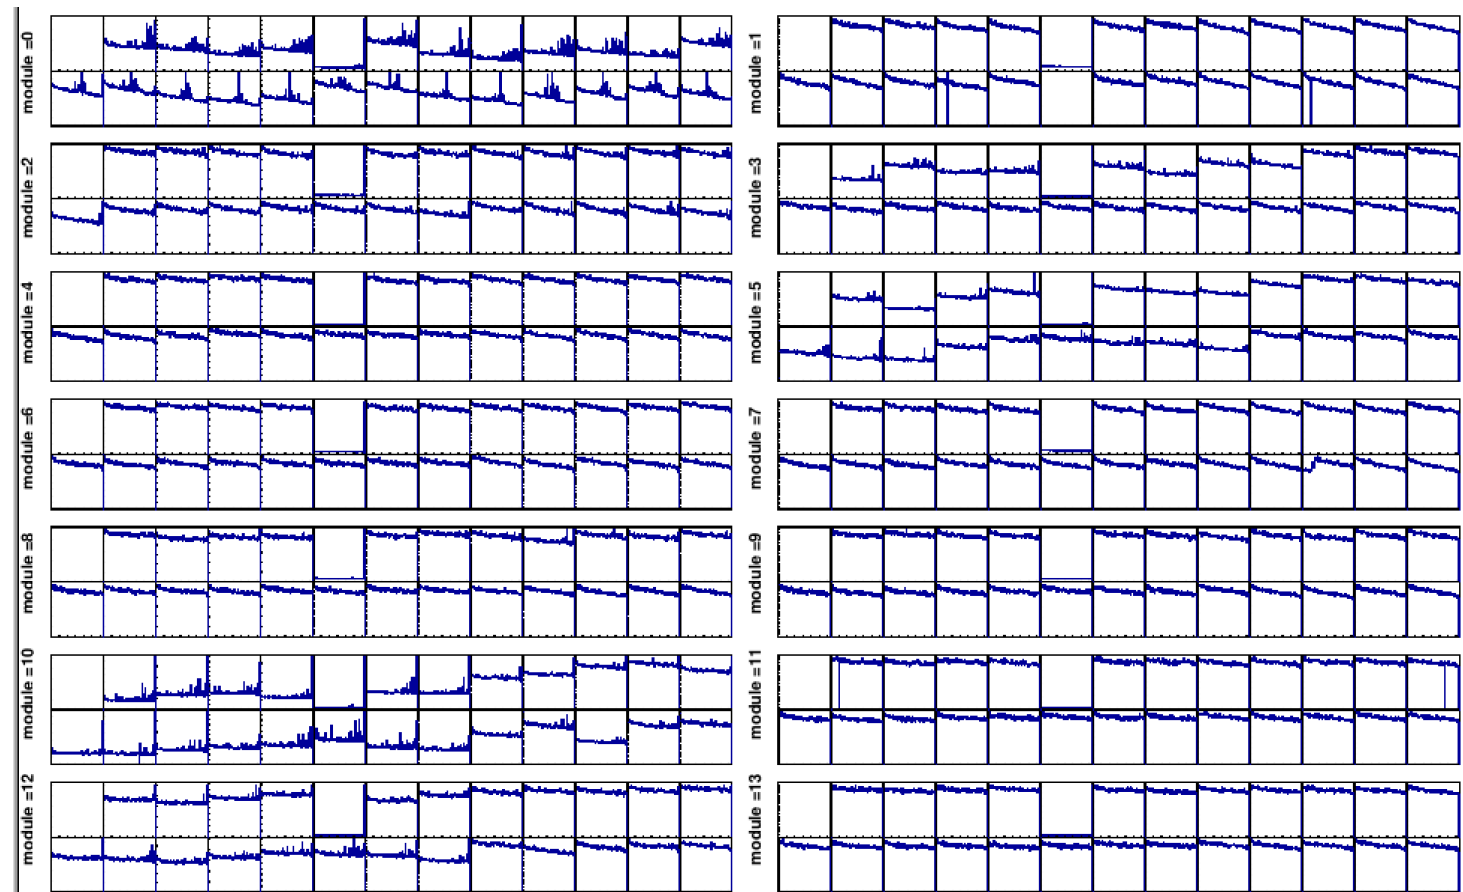 module =0
module =1
module =2
module =3
module =4
module =5
module =6
module =7
module =8
module =9
module =10
module =11
module =12
module =13